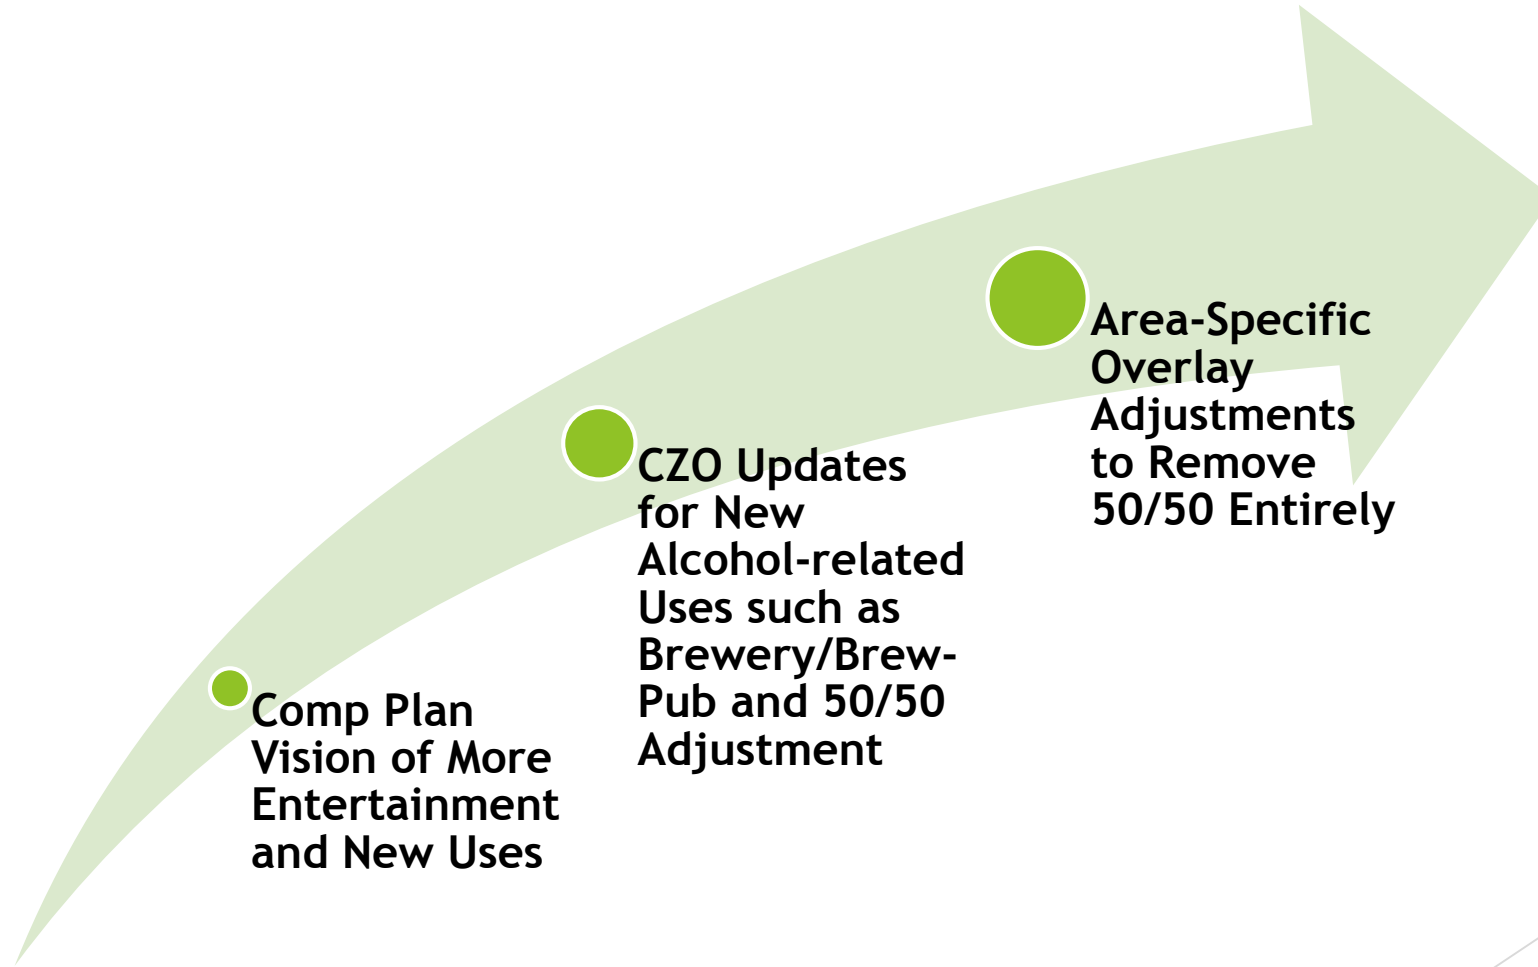 Comp Plan
Vision of More
Entertainment
and New Uses
CZO Updates
for New
Alcohol-related
Uses such as
Brewery/Brew-
Pub and 50/50
Adjustment
Area-Specific
Overlay
Adjustments
to Remove
50/50 Entirely